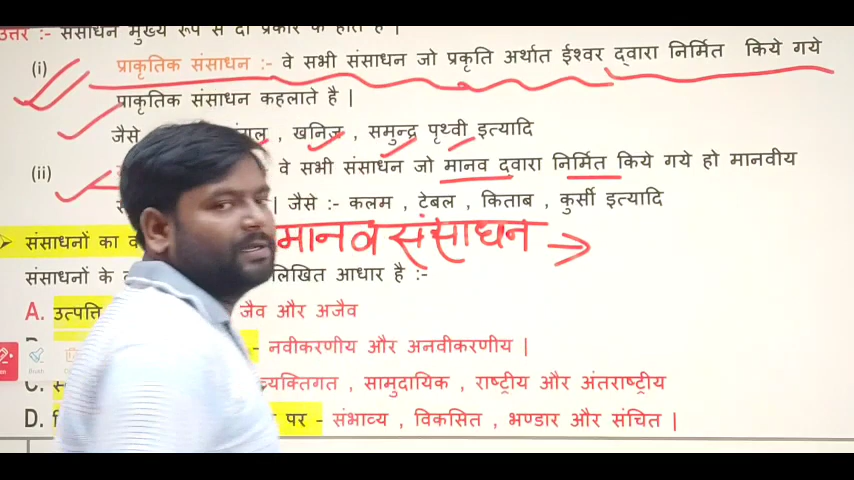 उत्तर :- संसाधन मुख्य रूप से दो प्रकार के होते है |
(i) प्राकृतिक संसाधन :- वे सभी संसाधन जो प्रकृति अर्थात ईश्वर द्वारा निर्मित किये गये
प्राकृतिक संसाधन कहलाते है |
जैसे , खनिज , समुन्द्र पृथ्वी इत्यादि
(ii) वे सभी संसाधन जो मानव द्वारा निर्मित किये गये हो मानवीय
| जैसे :- कलम , टेबल , किताब , कुर्सी इत्यादि
संसाधनों का
मानव संसाधन →
संसाधनों के लिखित आधार है :-
A. उत्पत्ति जैव और अजैव
- नवीकरणीय और अनवीकरणीय |
C. व्यक्तिगत , सामुदायिक , राष्ट्रीय और अंतराष्ट्रीय
D. पर - संभाव्य , विकसित , भण्डार और संचित |
Brush